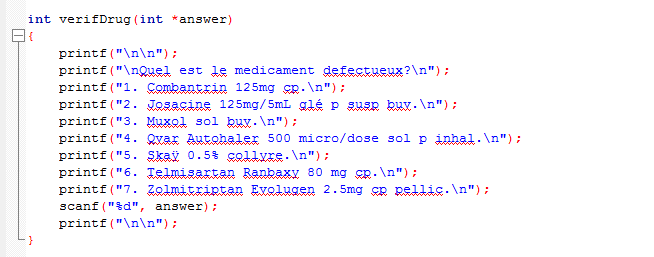 int verifDrug(int *answer)
{
printf("\n\n");
printf("\nQuel est le medicament defectueux?\n");
printf("1. Combantrin 125mg cp.\n");
printf("2. Josacine 125mg/5mL glé p susp buv.\n");
printf("3. Muxol sol buv.\n");
printf("4. Qvar Autohaler 500 micro/dose sol p inhal.\n");
printf("5. Skaÿ 0.5% collyre.\n");
printf("6. Telmisartan Ranbaxy 80 mg cp.\n");
printf("7. Zolmitriptan Evolugen 2.5mg cp pellic.\n");
scanf("%d", answer);
printf("\n\n");
}